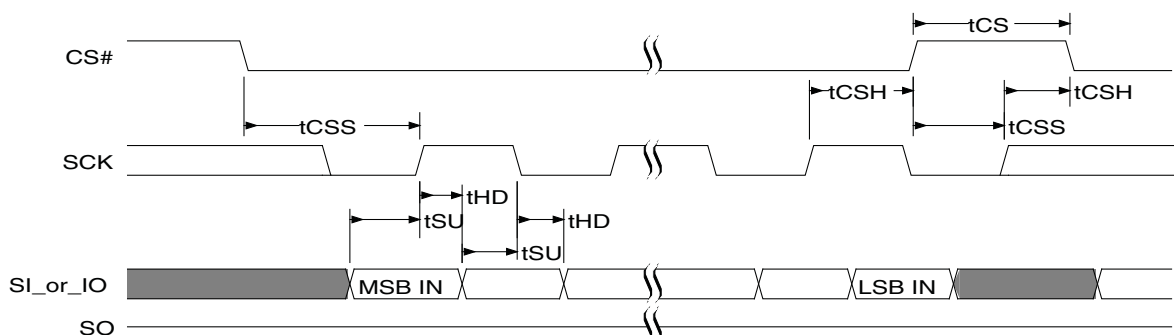 tCS
CS#
tCSH tCSH
tCSS tCSS
SCK
tHD tHD
tSU
tSU
SI_or_IO MSB IN LSB IN
SO